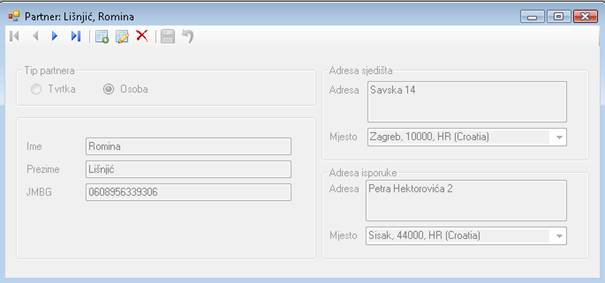 Partner: Lišnjić, Romina
Tip partnera
Tvrtka
Osoba
Ime
Romina
Prezime
Lišnjić
JMBG
0608956339306
Adresa sjedišta
Adresa
Savska 14
Mjesto
Zagreb, 10000, HR (Croatia)
Adresa isporuke
Adresa
Petra Hektorovića 2
Mjesto
Sisak, 44000, HR (Croatia)